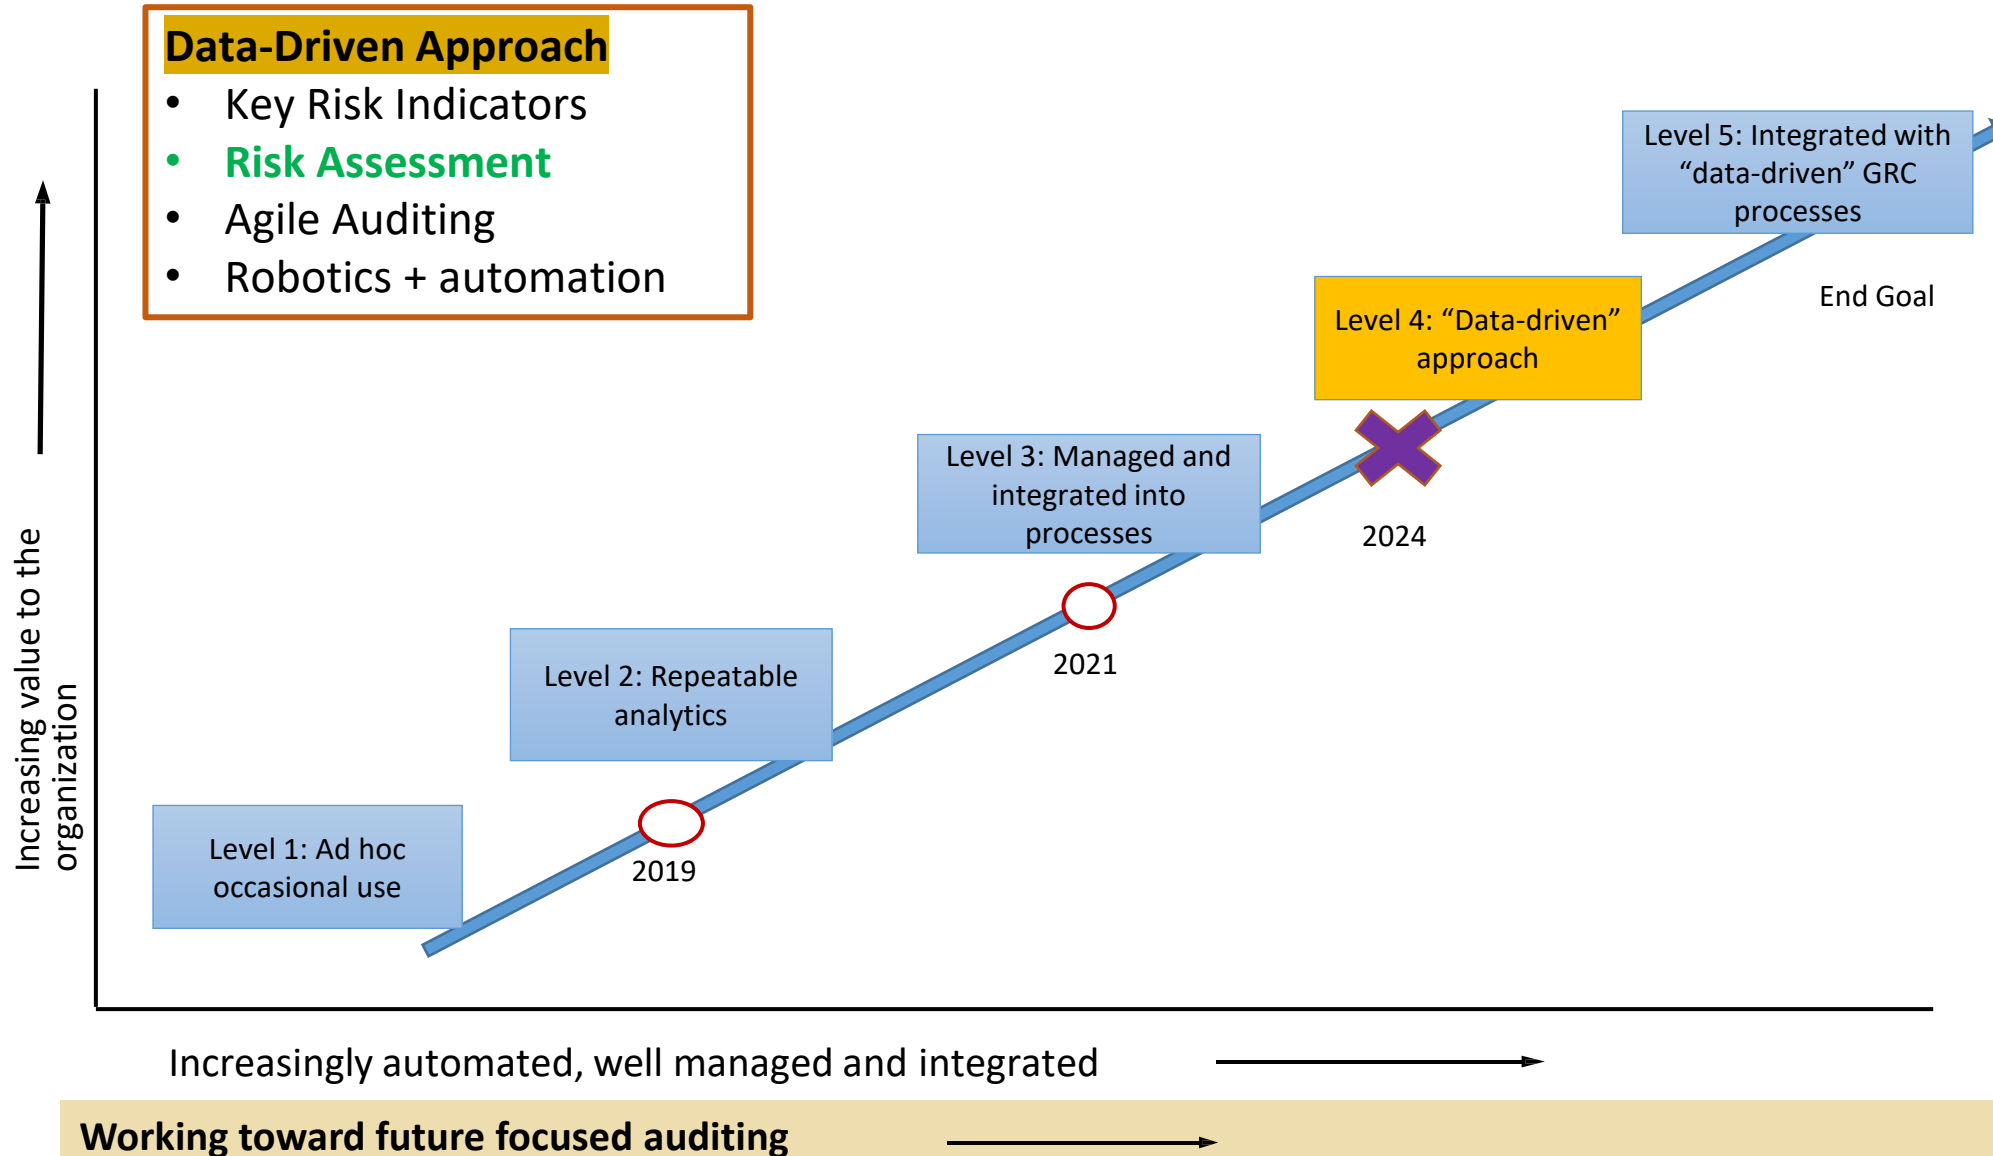 Data-Driven Approach
• Key Risk Indicators
• Risk Assessment
• Agile Auditing
• Robotics + automation
Level 5: Integrated with
“data-driven” GRC
processes
End Goal
Level 4: “Data-driven”
approach
2024
Level 3: Managed and
integrated into
processes
2021
Level 2: Repeatable
analytics
2019
Level 1: Ad hoc
occasional use
Increasing value to the
organization
Increasingly automated, well managed and integrated
Working toward future focused auditing